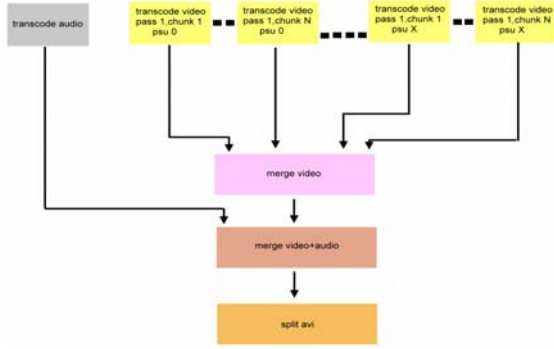 transcode audio
transcode video
pass 1,chunk 1
psu 0
transcode video
pass 1,chunk N
psu 0
transcode video
pass 1,chunk 1
psu X
transcode video
pass 1,chunk N
psu X
merge video
merge video+audio
split avi